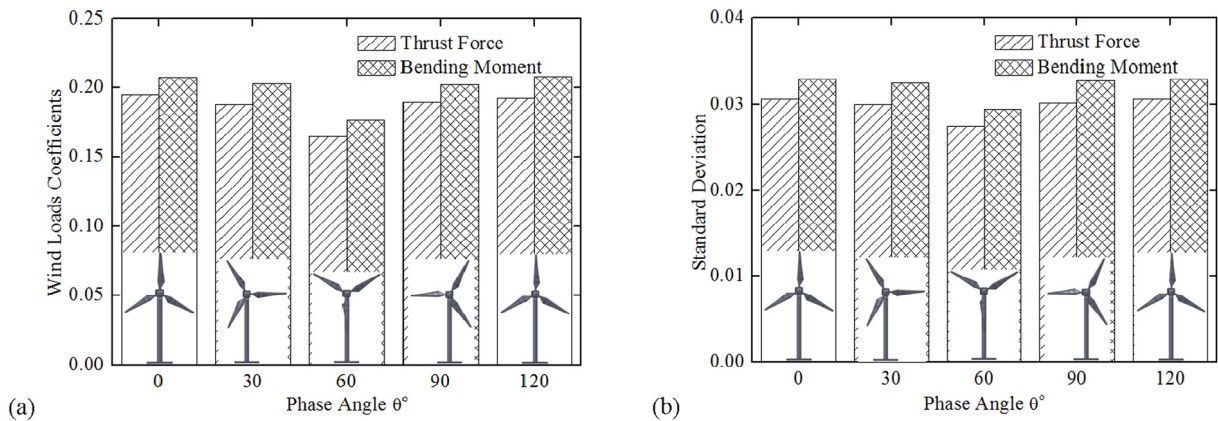 0.25
0.20
0.15
0.10
0.05
0.00
Wind Loads Coefficients
Thrust Force
Bending Moment
0 30 60 90 120
Phase Angle θ°
(a)
0.04
0.03
0.02
0.01
0.00
Standard Deviation
Thrust Force
Bending Moment
0 30 60 90 120
Phase Angle θ°
(b)